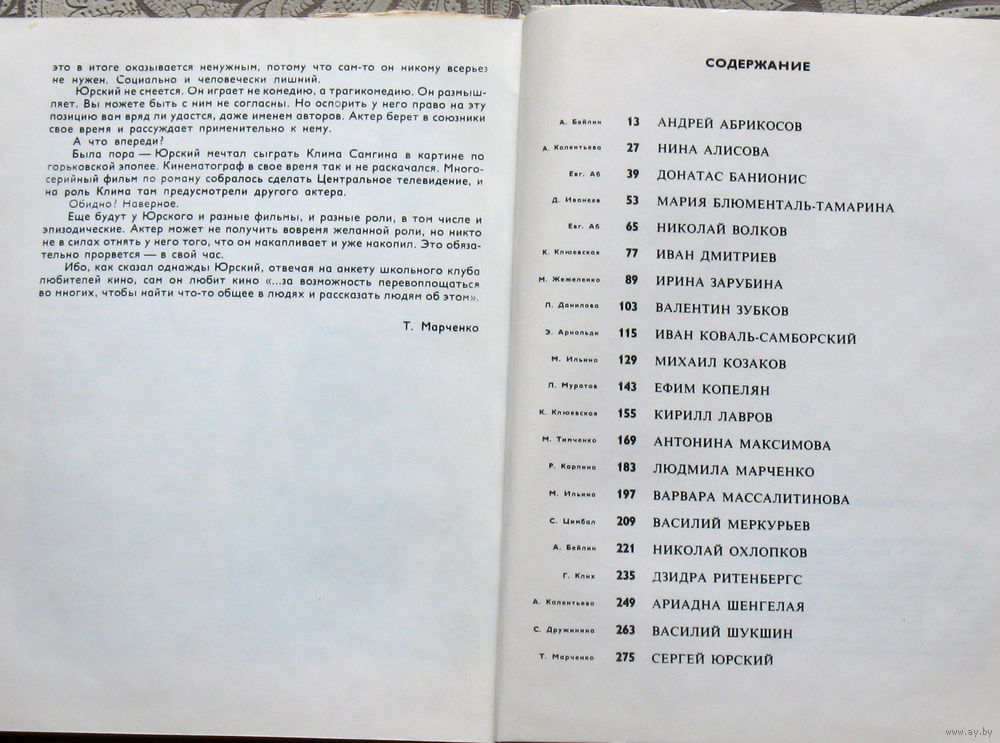 это в итоге оказывается ненужным, потому что сам-то он никому всерьез
не нужен. Социально и человечески лишний.
Юрский не смеется. Он играет не комедию, а трагикомедию. Он размыш-
ляет. Вы можете быть с ним не согласны. Но оспорить у него право на эту
позицию вам вряд ли удастся, даже именем авторов. Актер берет в союзники
свое время и рассуждает применительно к нему.
А что впереди?
Была пора — Юрский мечтал сыграть Клима Самгина в картине по
горьковской эпопее. Кинематограф в свое время так и не раскачался. Много-
серийный фильм по роману собралось сделать Центральное телевидение, и
на роль Клима там предусмотрели другого актера.
Обидно? Наверное.
Еще будут у Юрского и разные фильмы, и разные роли, в том числе и
эпизодические. Актер может не получить вовремя желанной роли, но никто
не в силах отнять у него того, что он накапливает и уже накопил. Это обяза-
тельно прорвется — в свой час.
Ибо, как сказал однажды Юрский, отвечая на анкету школьного клуба
любителей кино, сам он любит кино «...за возможность перевоплощаться
во многих, чтобы найти что-то общее в людях и рассказать людям об этом».
Т. Марченко
СОДЕРЖАНИЕ
А. Бейлин 13 АНДРЕЙ АБРИКОСОВ
А. Калентьева 27 НИНА АЛИСОВА
Евг. Аб 39 ДОНАТАС БАНИОНИС
Д. Иванеев 53 МАРИЯ БЛЮМЕНТАЛЬ-ТАМАРИНА
Евг. Аб 65 НИКОЛАЙ ВОЛКОВ
К. Клюевская 77 ИВАН ДМИТРИЕВ
М. Жежеленко 89 ИРИНА ЗАРУБИНА
Л. Данилова 103 ВАЛЕНТИН ЗУБКОВ
Э. Арнольди 115 ИВАН КОВАЛЬ-САМБОРСКИЙ
М. Ильина 129 МИХАИЛ КОЗАКОВ
Л. Муратов 143 ЕФИМ КОПЕЛЯН
К. Клюевская 155 КИРИЛЛ ЛАВРОВ
М. Тимченко 169 АНТОНИНА МАКСИМОВА
Р. Карпина 183 ЛЮДМИЛА МАРЧЕНКО
М. Ильина 197 ВАРВАРА МАССАЛИТИНОВА
С. Цимбал 209 ВАСИЛИЙ МЕРКУРЬЕВ
А. Бейлин 221 НИКОЛАЙ ОХЛОПКОВ
Г. Клих 235 ДЗИДРА РИТЕНБЕРГС
А. Калентьева 249 АРИАДНА ШЕНГЕЛАЯ
С. Дружинина 263 ВАСИЛИЙ ШУКШИН
Т. Марченко 275 СЕРГЕЙ ЮРСКИЙ
www.ay.by